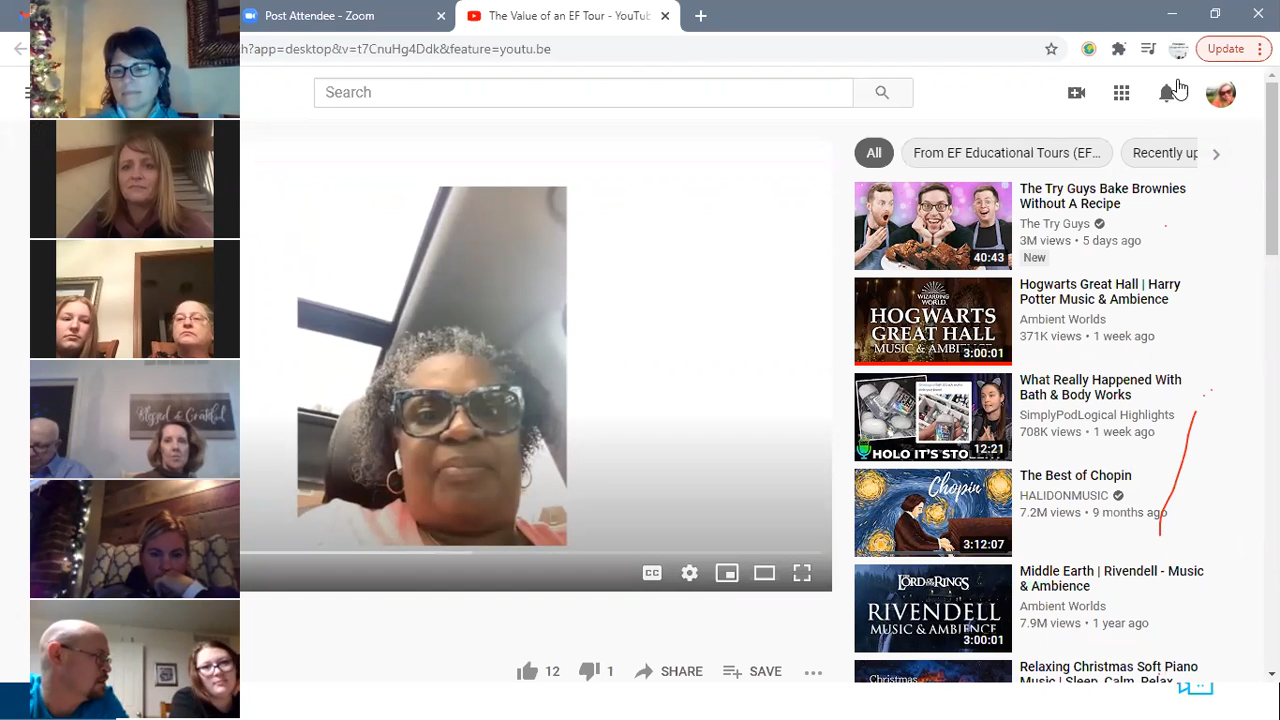 Post Attendee - Zoom
The Value of an EF Tour - YouTub
h?app=desktop&v=t7CnuHg4Ddk&feature=youtu.be
Update
Search
All
From EF Educational Tours (EF...
Recently up
The Try Guys Bake Brownies
Without A Recipe
The Try Guys
3M views • 5 days ago
New
40:43
Hogwarts Great Hall | Harry
Potter Music & Ambience
Ambient Worlds
371K views • 1 week ago
WIZARDING
WORLD
HOGWARTS
GREAT HALL
MUSIC & AMBIENCE
3:00:01
What Really Happened With
Bath & Body Works
SimplyPodLogical Highlights
708K views • 1 week ago
HOLO IT'S STO
12:21
The Best of Chopin
HALIDONMUSIC
7.2M views • 9 months ago
Chopin
3:12:07
Middle Earth | Rivendell - Music
& Ambience
Ambient Worlds
7.9M views • 1 year ago
THE LORD OF THE RINGS
RIVENDELL
MUSIC & AMBIENCE
3:00:01
Relaxing Christmas Soft Piano
Music | Sleep, Calm, Relax
Christmas
Blessed & Grateful
CC
12
1
SHARE
SAVE